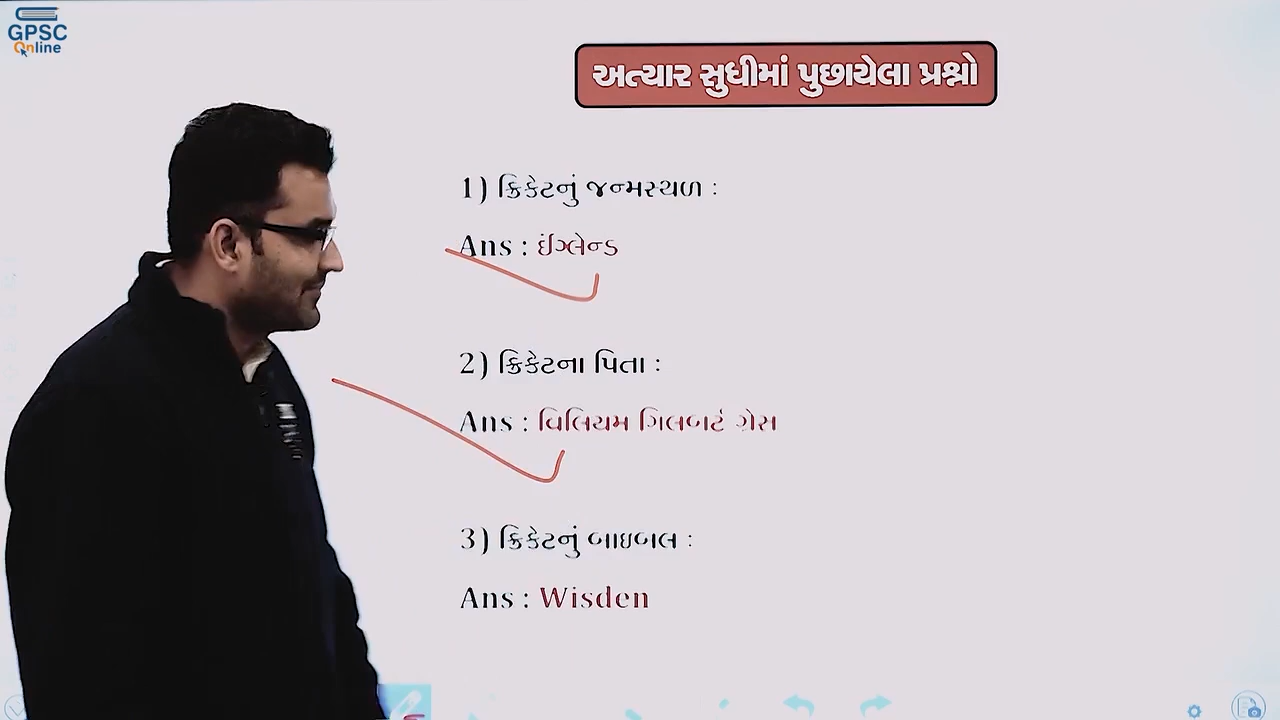 GPSC
Online
અત્યાર સુધીમાં પુછાયેલા પ્રશ્નો
1) ક્રિકેટનું જન્મસ્થળ :
Ans : ઈંગ્લેન્ડ
2) ક્રિકેટના પિતા :
Ans : વિલિયમ ગિલબર્ટ ગ્રેસ
3) ક્રિકેટનું બાઇબલ :
Ans : Wisden